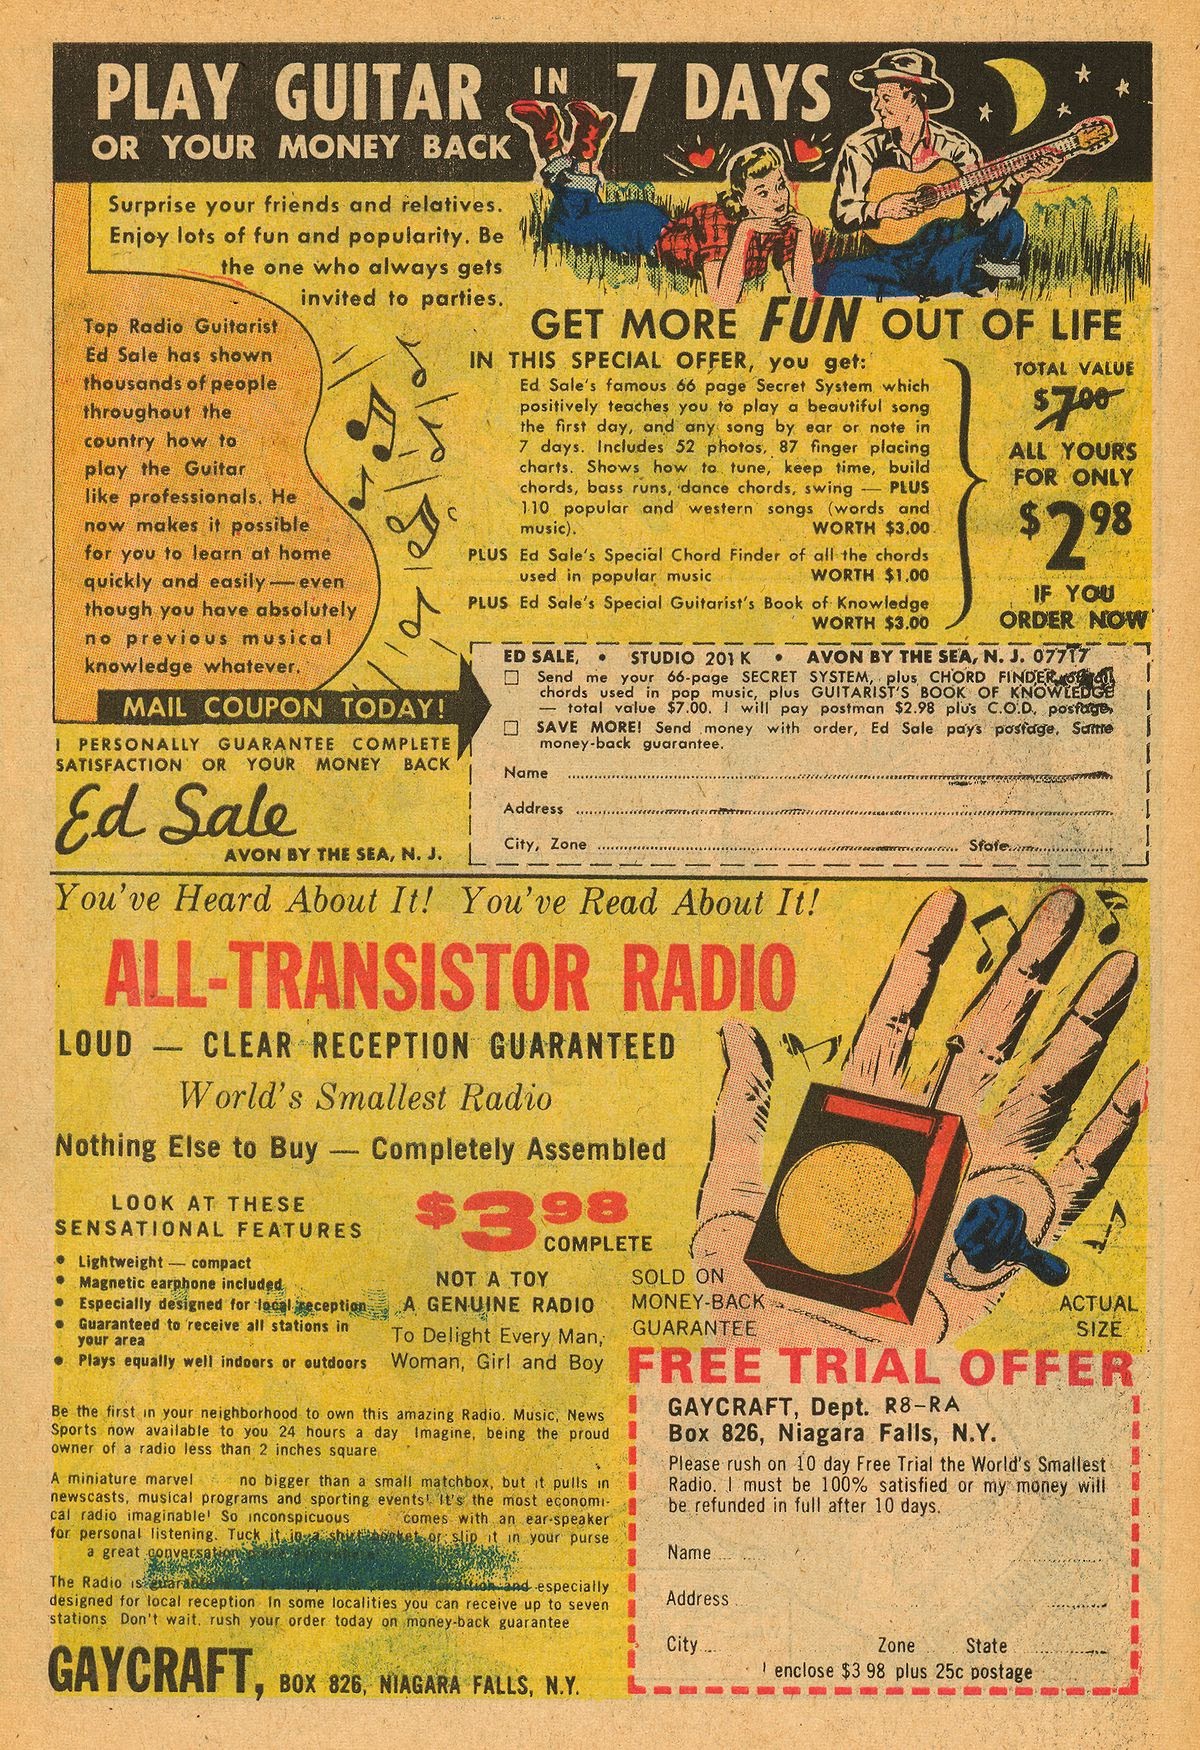 PLAY GUITAR IN 7 DAYS
OR YOUR MONEY BACK
Surprise your friends and relatives.
Enjoy lots of fun and popularity. Be
the one who always gets
invited to parties.
Top Radio Guitarist
Ed Sale has shown
thousands of people
throughout the
country how to
play the Guitar
like professionals. He
now makes it possible
for you to learn at home
quickly and easily—even
though you have absolutely
no previous musical
knowledge whatever.
GET MORE FUN OUT OF LIFE
IN THIS SPECIAL OFFER, you get:
Ed Sale's famous 66 page Secret System which
positively teaches you to play a beautiful song
the first day, and any song by ear or note in
7 days. Includes 52 photos, 87 finger placing
charts. Shows how to tune, keep time, build
chords, bass runs, dance chords, swing — PLUS
110 popular and western songs (words and
music). WORTH $3.00
PLUS Ed Sale's Special Chord Finder of all the chords
used in popular music WORTH $1.00
PLUS Ed Sale's Special Guitarist's Book of Knowledge
WORTH $3.00
TOTAL VALUE
$7.00
ALL YOURS
FOR ONLY
$2.98
IF YOU
ORDER NOW
MAIL COUPON TODAY!
I PERSONALLY GUARANTEE COMPLETE
SATISFACTION OR YOUR MONEY BACK
Ed Sale
AVON BY THE SEA, N. J.
ED SALE, • STUDIO 201 K • AVON BY THE SEA, N. J. 07717
Send me your 66-page SECRET SYSTEM, plus CHORD FINDER
chords used in pop music, plus GUITARIST'S BOOK OF KNOWLEDGE
— total value $7.00. I will pay postman $2.98 plus C.O.D. postage,
SAVE MORE! Send money with order, Ed Sale pays postage. Same
money-back guarantee.
Name
Address
City, Zone State
You've Heard About It! You've Read About It!
ALL-TRANSISTOR RADIO
LOUD — CLEAR RECEPTION GUARANTEED
World's Smallest Radio
Nothing Else to Buy — Completely Assembled
LOOK AT THESE
SENSATIONAL FEATURES
• Lightweight — compact
• Magnetic earphone included
• Especially designed for local reception
• Guaranteed to receive all stations in
your area
• Plays equally well indoors or outdoors
$3.98
COMPLETE
NOT A TOY
A GENUINE RADIO
To Delight Every Man,
Woman, Girl and Boy
SOLD ON
MONEY-BACK
GUARANTEE
ACTUAL
SIZE
Be the first in your neighborhood to own this amazing Radio. Music, News
Sports now available to you 24 hours a day Imagine, being the proud
owner of a radio less than 2 inches square
A miniature marvel no bigger than a small matchbox, but it pulls in
newscasts, musical programs and sporting events! It's the most economi-
cal radio imaginable! So inconspicuous comes with an ear-speaker
for personal listening. Tuck it in a shirt pocket or slip it in your purse
a great conversation
The Radio is and especially
designed for local reception In some localities you can receive up to seven
stations Don't wait, rush your order today on money-back guarantee
GAYCRAFT, BOX 826, NIAGARA FALLS, N.Y.
FREE TRIAL OFFER
GAYCRAFT, Dept. R8-RA
Box 826, Niagara Falls, N.Y.
Please rush on 10 day Free Trial the World's Smallest
Radio. I must be 100% satisfied or my money will
be refunded in full after 10 days.
Name
Address
City Zone State
I enclose $3 98 plus 25c postage